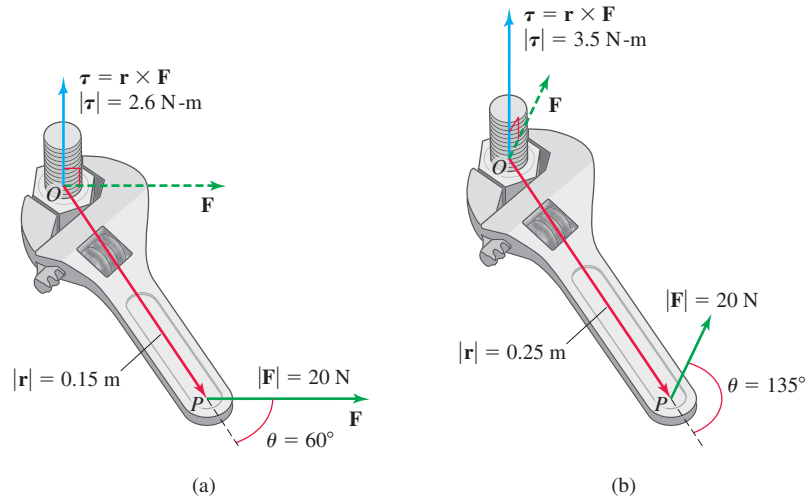 τ = r × F
|τ| = 2.6 N-m
O
F
|r| = 0.15 m
|F| = 20 N
P
F
θ = 60°
(a)
τ = r × F
|τ| = 3.5 N-m
F
O
|F| = 20 N
|r| = 0.25 m
θ = 135°
P
(b)